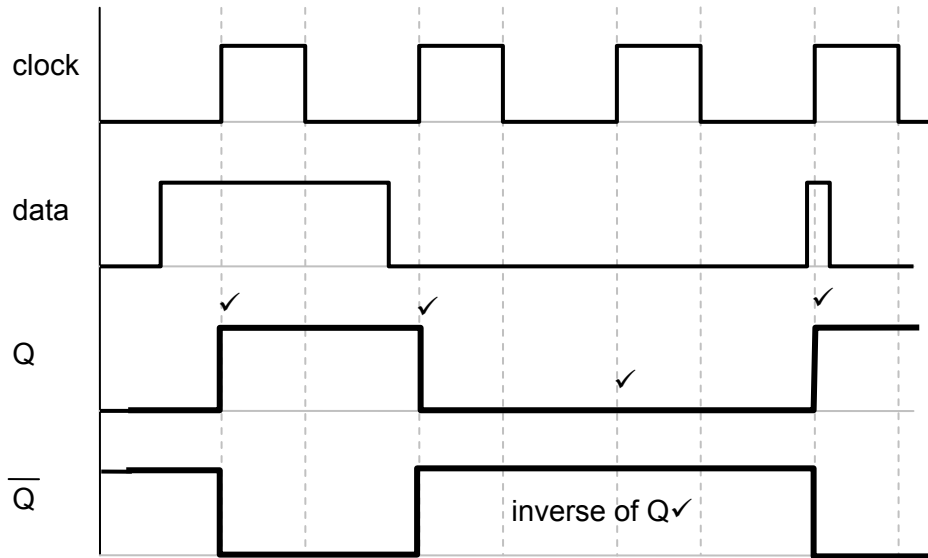 clock
data
✓ ✓ ✓
Q
✓
Q̅
inverse of Q✓